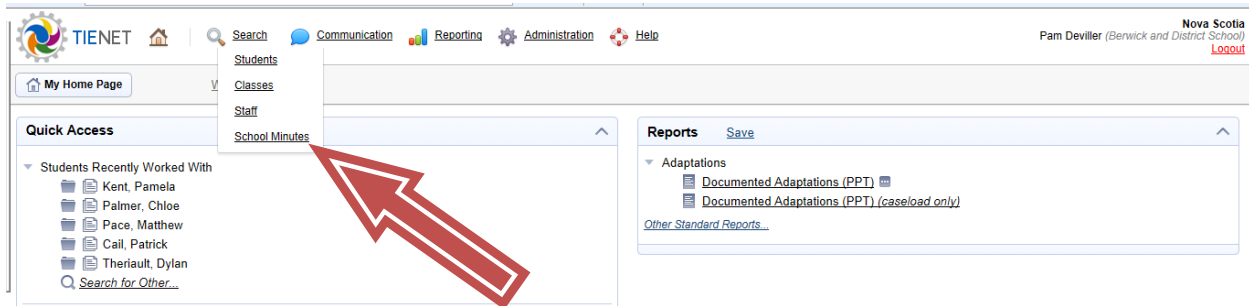 TIENET Search Communication Reporting Administration Help
Nova Scotia
Pam Deviller (Berwick and District School)
Logout
Students
Classes
Staff
School Minutes
My Home Page W
Quick Access
Students Recently Worked With
Kent, Pamela
Palmer, Chloe
Pace, Matthew
Cail, Patrick
Theriault, Dylan
Search for Other...
Reports Save
Adaptations
Documented Adaptations (PPT)
Documented Adaptations (PPT) (caseload only)
Other Standard Reports...